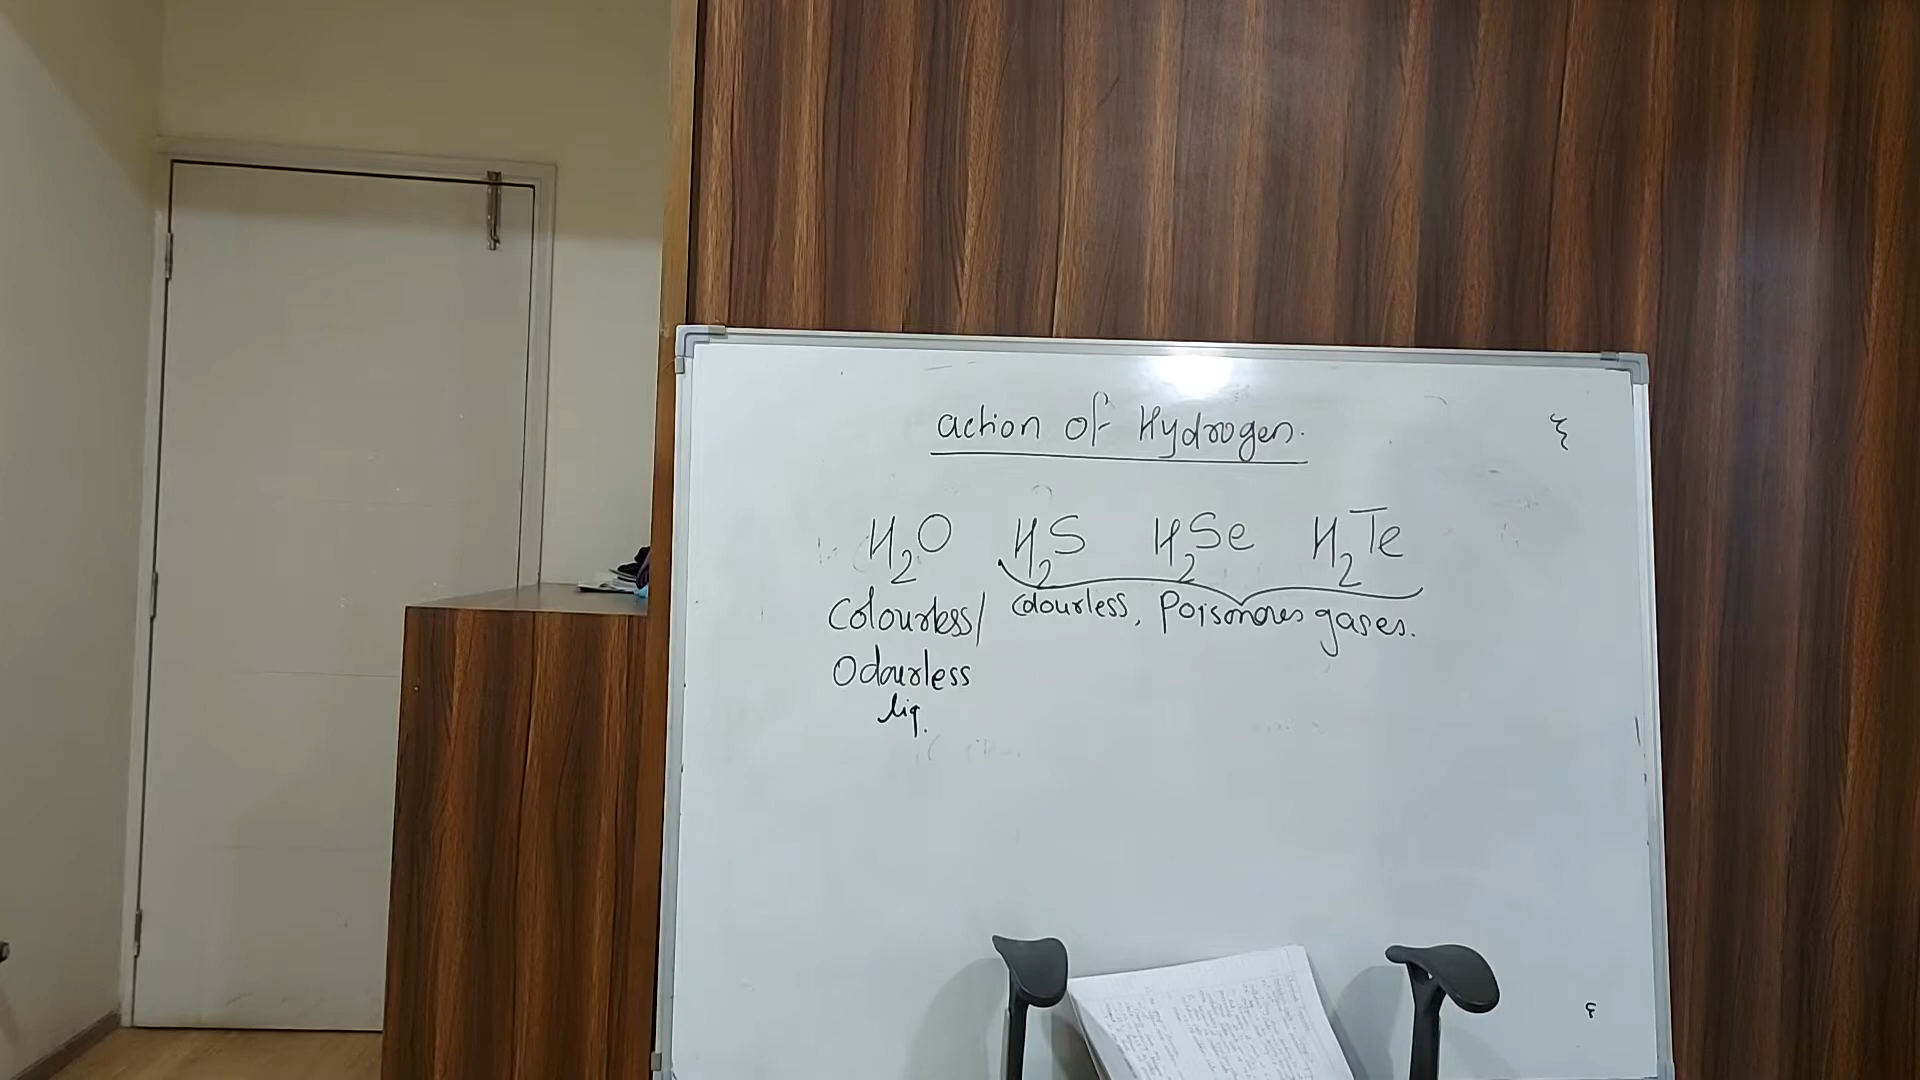 action of Hydrogen.
H₂O H₂S H₂Se H₂Te
Colourless/ Colourless, Poisonous gases.
Odourless
liq.